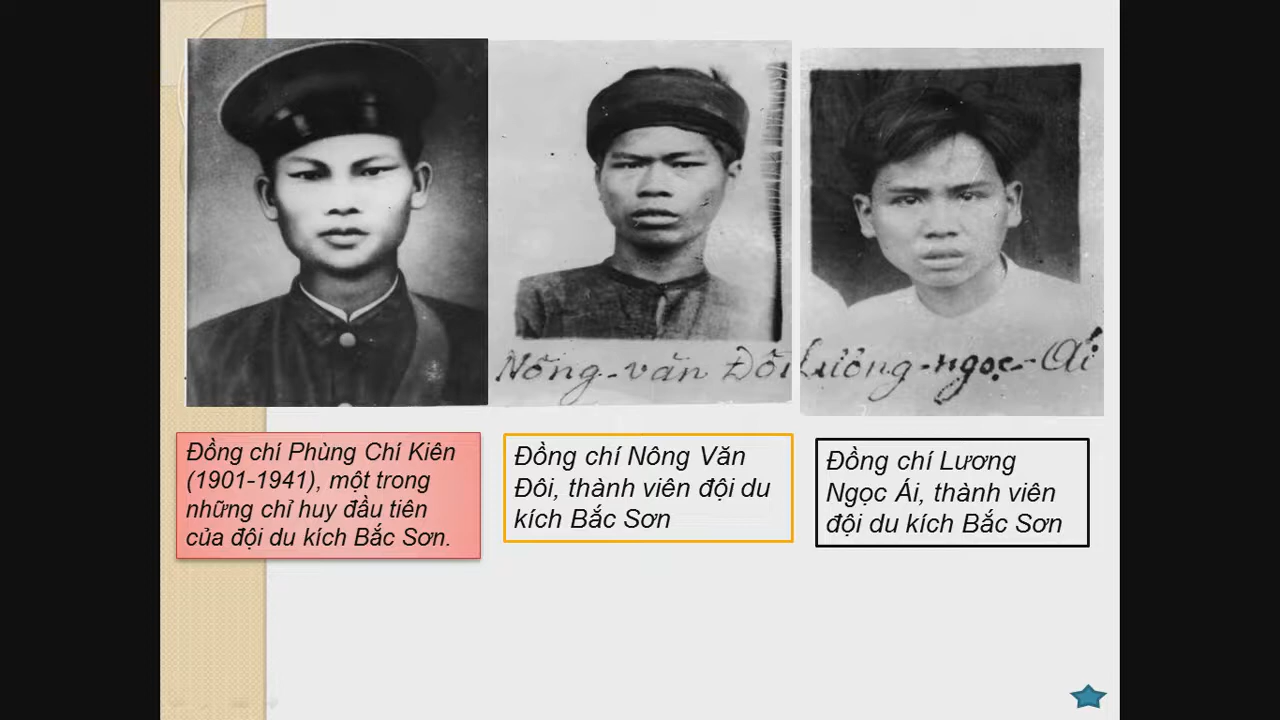 Nông-văn Đôi
Lương-ngọc-Ái
Đồng chí Phùng Chí Kiên
(1901-1941), một trong
những chỉ huy đầu tiên
của đội du kích Bắc Sơn.
Đồng chí Nông Văn
Đôi, thành viên đội du
kích Bắc Sơn
Đồng chí Lương
Ngọc Ái, thành viên
đội du kích Bắc Sơn